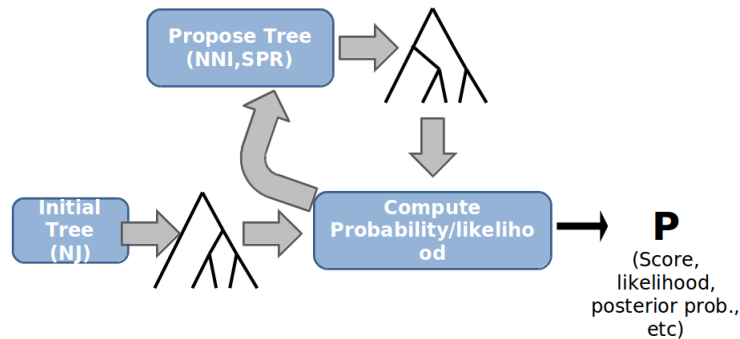 Propose Tree
(NNI,SPR)
Initial
Tree
(NJ)
Compute
Probability/likeliho
od
P
(Score,
likelihood,
posterior prob.,
etc)